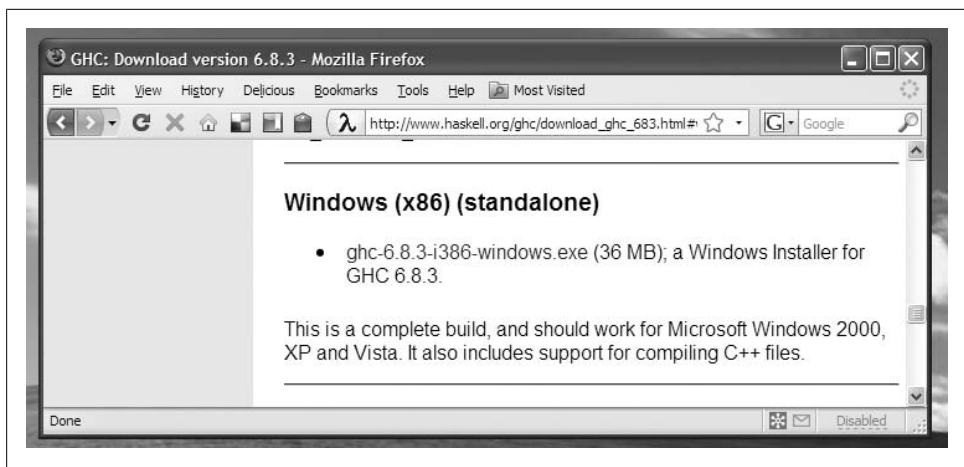 GHC: Download version 6.8.3 - Mozilla Firefox
File Edit View History Delicious Bookmarks Tools Help Most Visited
λ http://www.haskell.org/ghc/download_ghc_683.html# G Google
Windows (x86) (standalone)
• ghc-6.8.3-i386-windows.exe (36 MB); a Windows Installer for
GHC 6.8.3.
This is a complete build, and should work for Microsoft Windows 2000,
XP and Vista. It also includes support for compiling C++ files.
Done Disabled